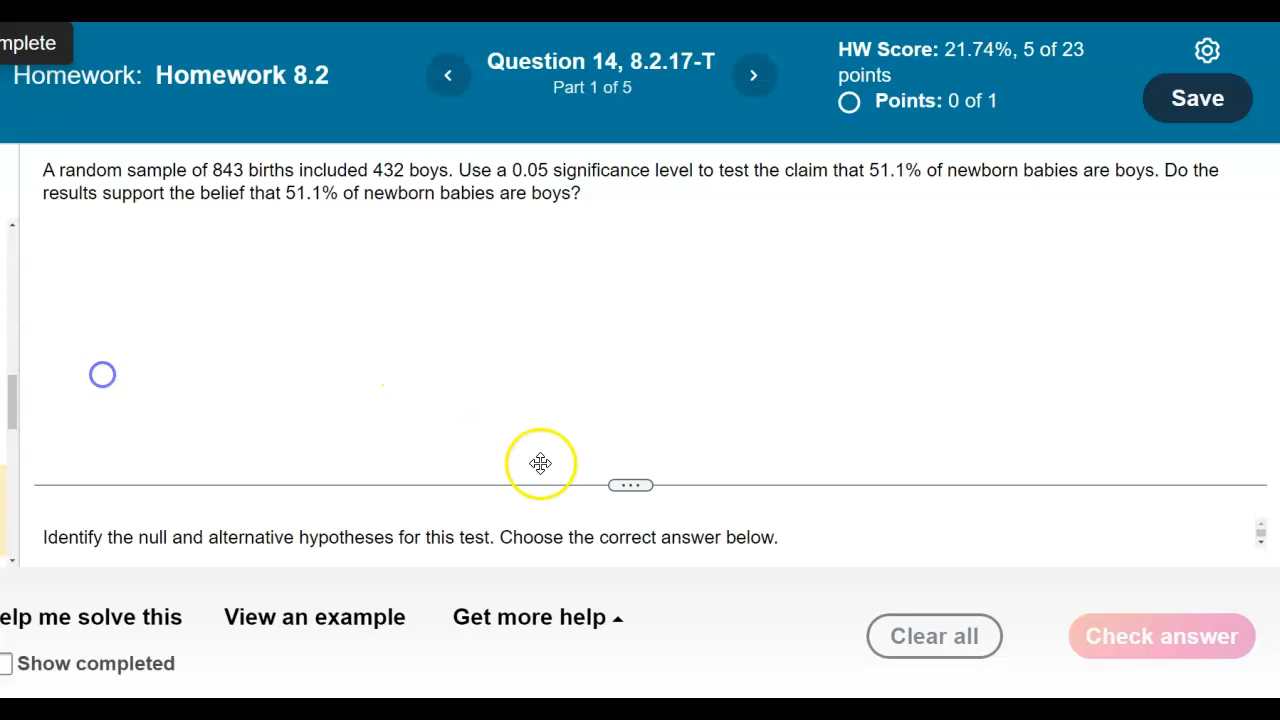 mplete
Homework: Homework 8.2
Question 14, 8.2.17-T
Part 1 of 5
HW Score: 21.74%, 5 of 23
points
Points: 0 of 1
Save
A random sample of 843 births included 432 boys. Use a 0.05 significance level to test the claim that 51.1% of newborn babies are boys. Do the
results support the belief that 51.1% of newborn babies are boys?
Identify the null and alternative hypotheses for this test. Choose the correct answer below.
elp me solve this
View an example
Get more help
Clear all
Check answer
Show completed